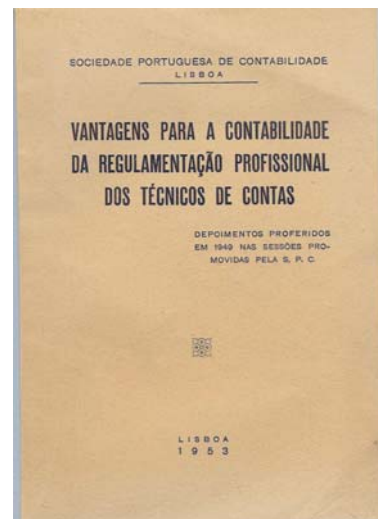 SOCIEDADE PORTUGUESA DE CONTABILIDADE
LISBOA
VANTAGENS PARA A CONTABILIDADE
DA REGULAMENTAÇÃO PROFISSIONAL
DOS TÉCNICOS DE CONTAS
DEPOIMENTOS PROFERIDOS
EM 1949 NAS SESSÕES PRO-
MOVIDAS PELA S. P. C.
LISBOA
1953